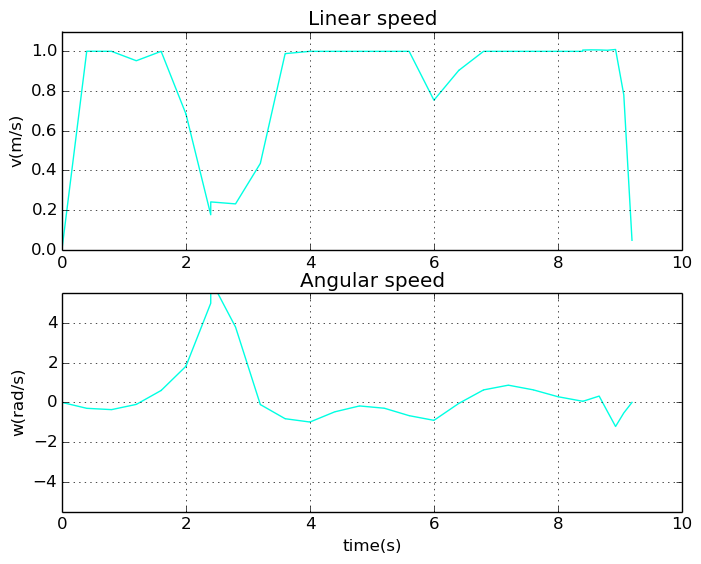 Linear speed
1.0
0.8
0.6
0.4
0.2
0.0
v(m/s)
0 2 4 6 8 10
Angular speed
4
2
0
−2
−4
w(rad/s)
0 2 4 6 8 10
time(s)